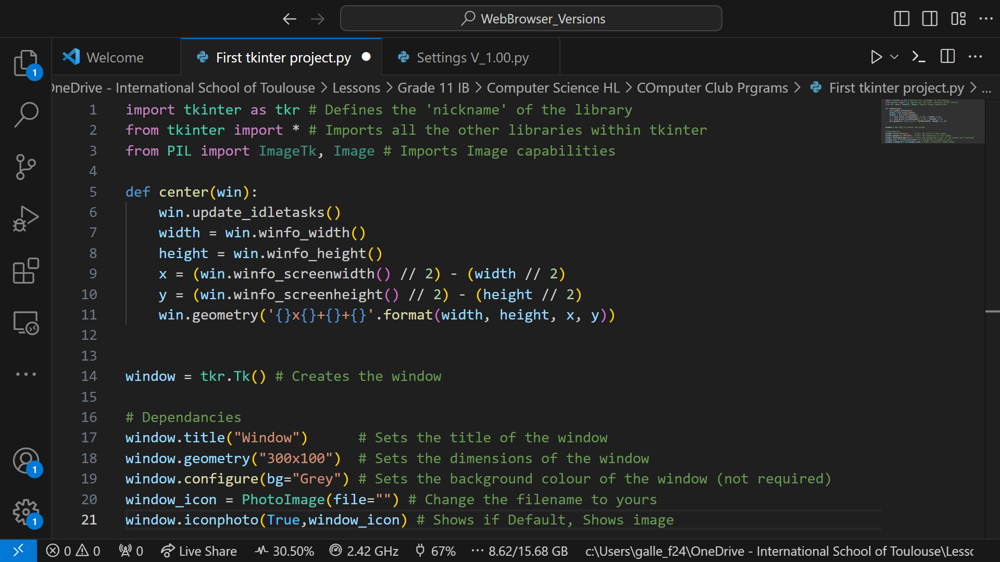 WebBrowser_Versions
Welcome
First tkinter project.py
Settings V_1.00.py
OneDrive - International School of Toulouse > Lessons > Grade 11 IB > Computer Science HL > COmputer Club Prgrams > First tkinter project.py > ...
1 import tkinter as tkr # Defines the 'nickname' of the library
2 from tkinter import * # Imports all the other libraries within tkinter
3 from PIL import ImageTk, Image # Imports Image capabilities
4
5 def center(win):
6     win.update_idletasks()
7     width = win.winfo_width()
8     height = win.winfo_height()
9     x = (win.winfo_screenwidth() // 2) - (width // 2)
10     y = (win.winfo_screenheight() // 2) - (height // 2)
11     win.geometry('{}x{}+{}+{}'.format(width, height, x, y))
12
13
14 window = tkr.Tk() # Creates the window
15
16 # Dependancies
17 window.title("Window")      # Sets the title of the window
18 window.geometry("300x100")  # Sets the dimensions of the window
19 window.configure(bg="Grey") # Sets the background colour of the window (not required)
20 window_icon = PhotoImage(file="") # Change the filename to yours
21 window.iconphoto(True,window_icon) # Shows if Default, Shows image
1
1
1
0 0 0 Live Share 30.50% 2.42 GHz 67% 8.62/15.68 GB c:\Users\galle_f24\OneDrive - International School of Toulouse\Lesso